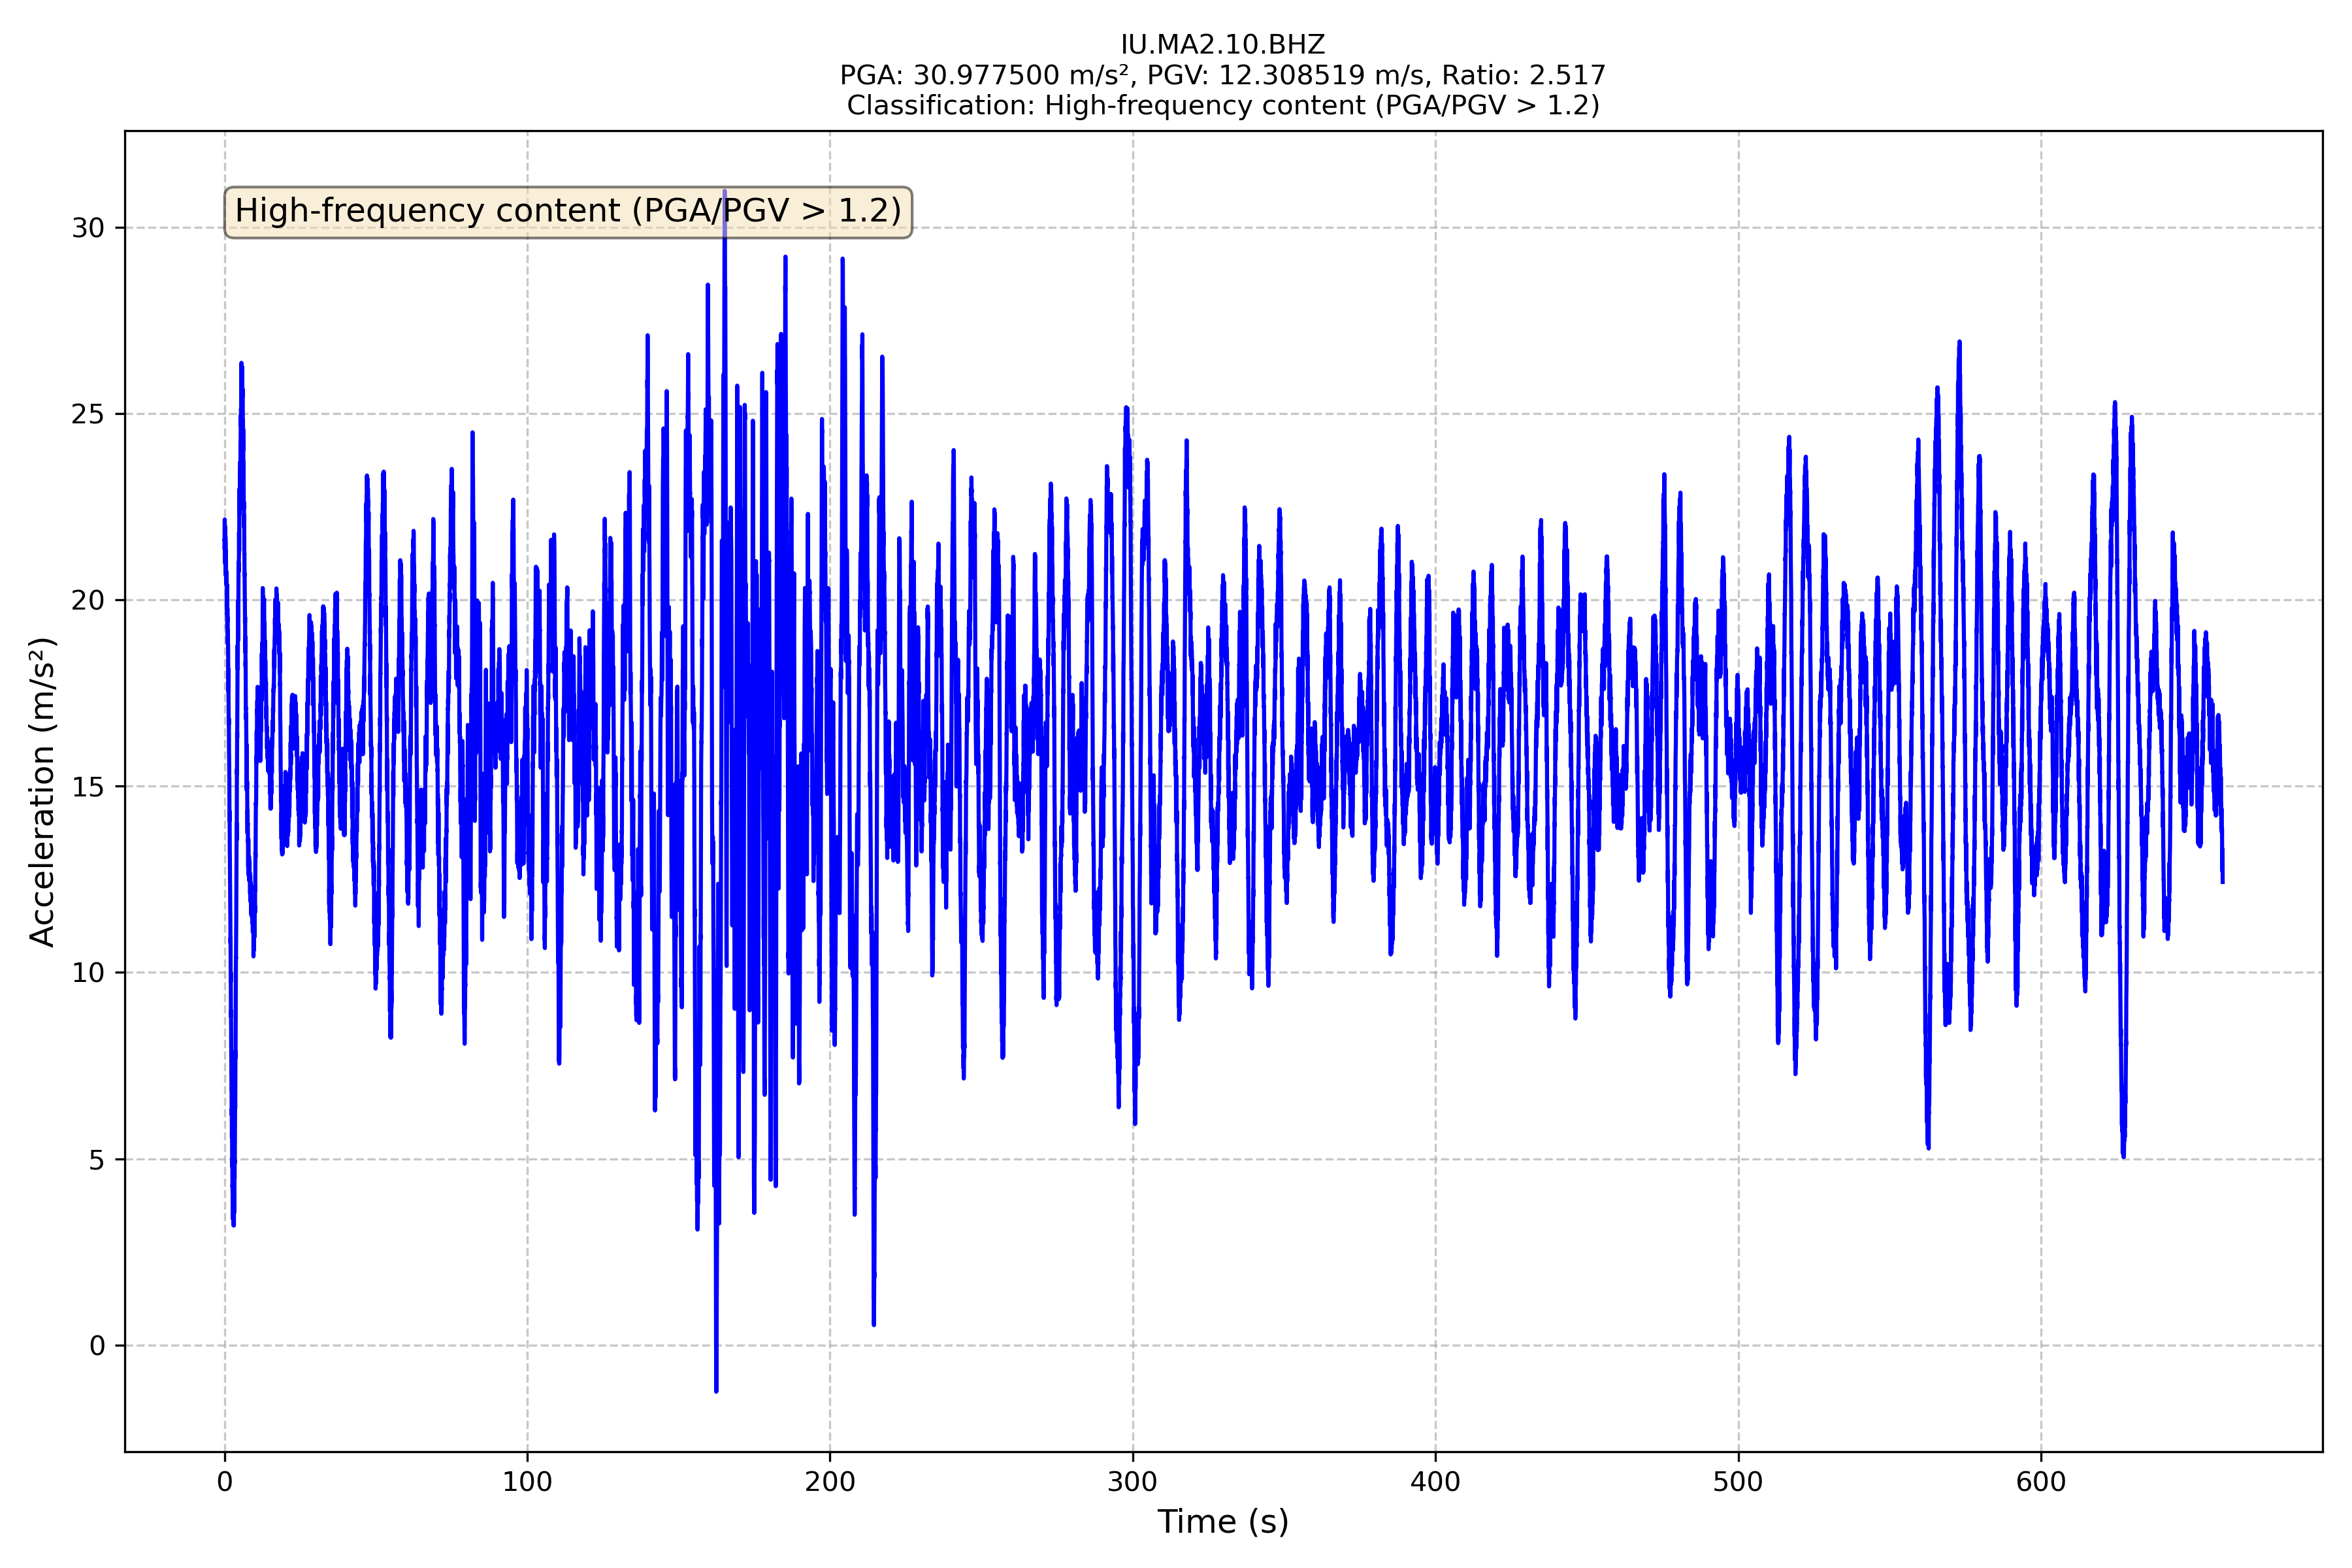 IU.MA2.10.BHZ
PGA: 30.977500 m/s², PGV: 12.308519 m/s, Ratio: 2.517
Classification: High-frequency content (PGA/PGV > 1.2)
High-frequency content (PGA/PGV > 1.2)
Acceleration (m/s²)
30
25
20
15
10
5
0
0 100 200 300 400 500 600
Time (s)